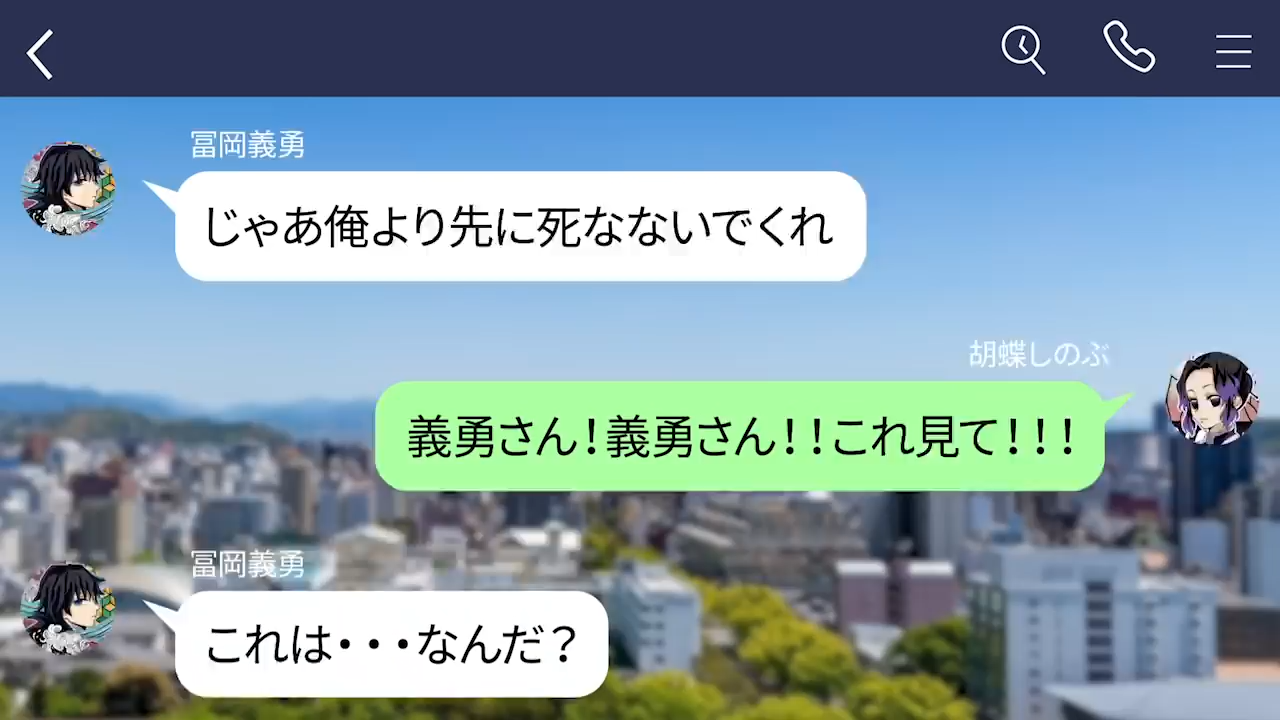 冨岡義勇
じゃあ俺より先に死なないでくれ
胡蝶しのぶ
義勇さん！義勇さん！！これ見て！！！
冨岡義勇
これは・・・なんだ？